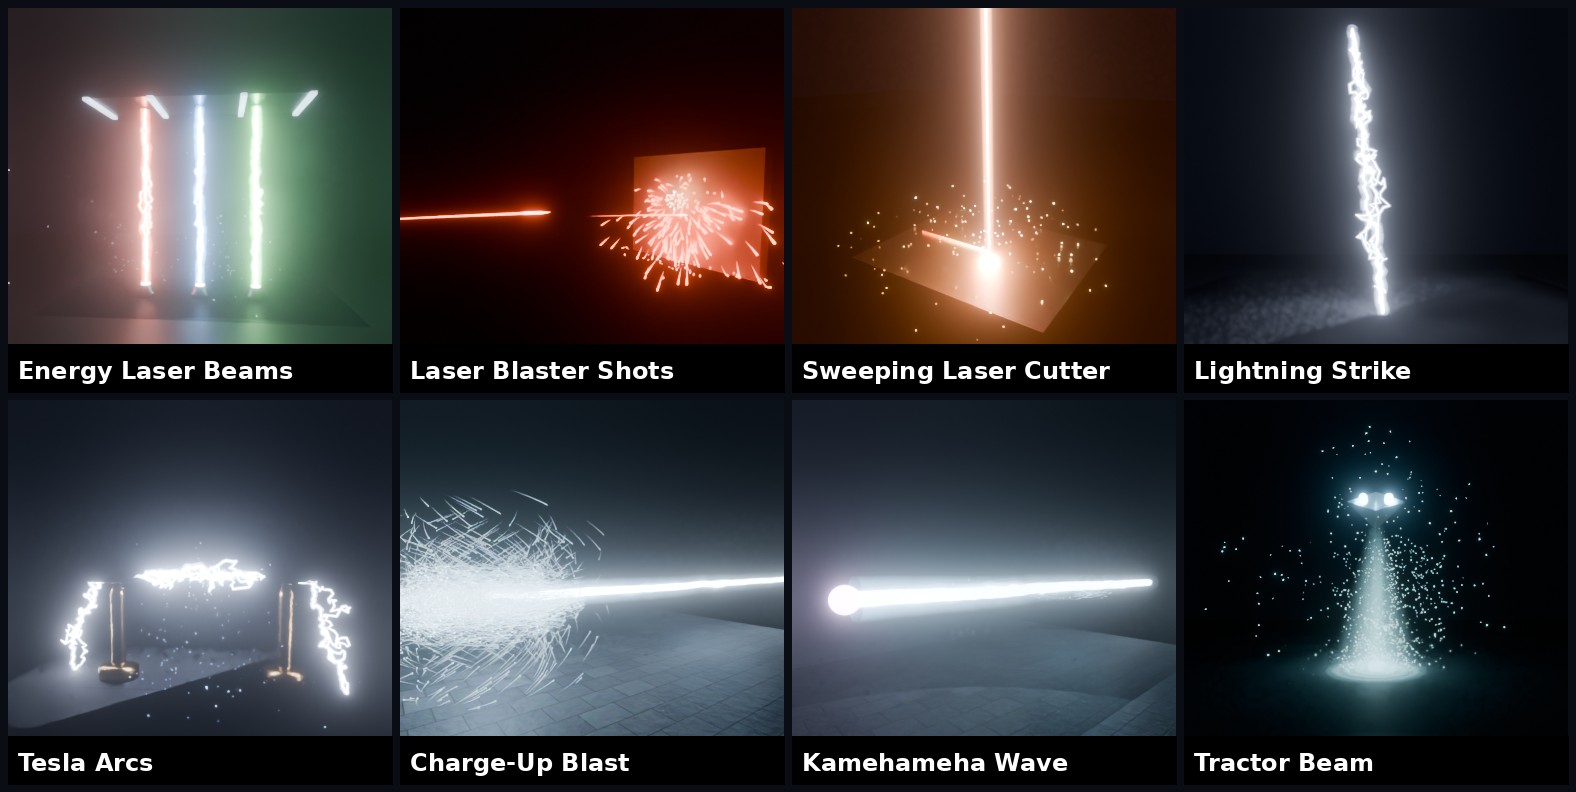 Energy Laser Beams
Laser Blaster Shots
Sweeping Laser Cutter
Lightning Strike
Tesla Arcs
Charge-Up Blast
Kamehameha Wave
Tractor Beam